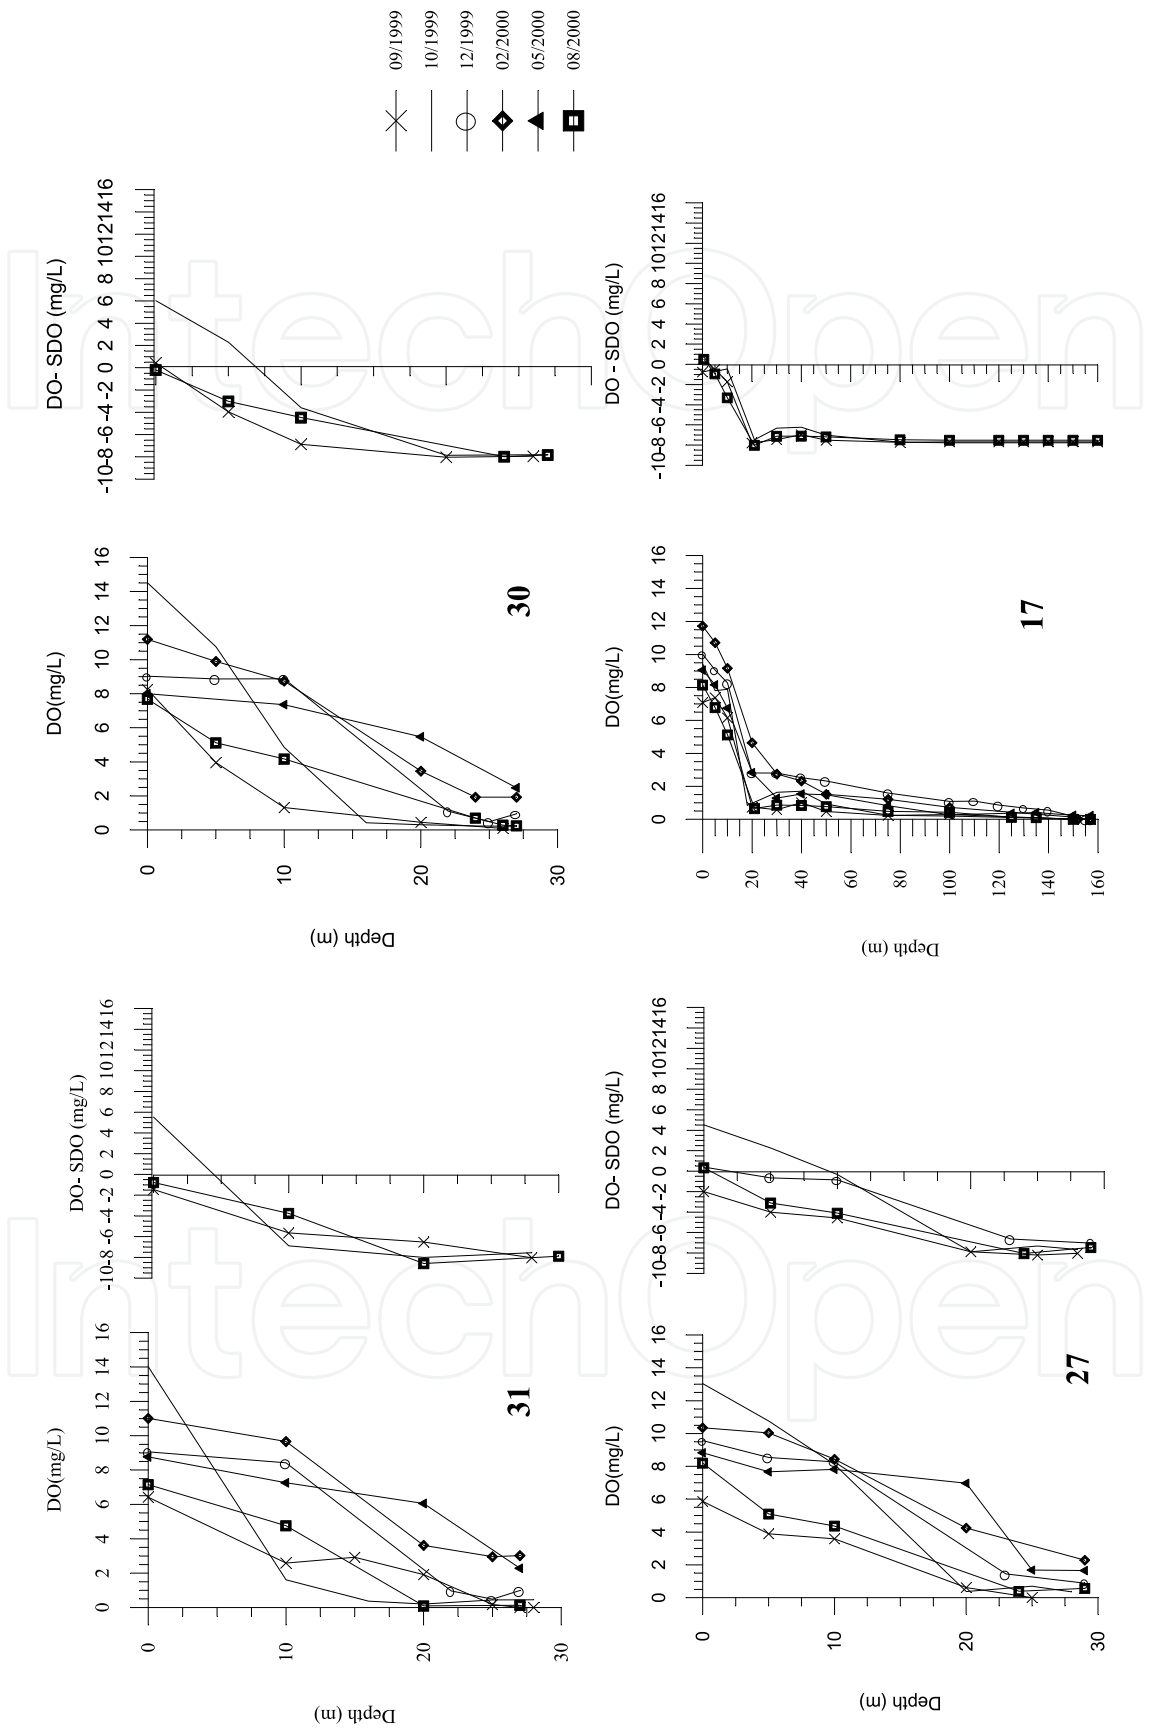 09/1999
10/1999
12/1999
02/2000
05/2000
08/2000
DO(mg/L)
0 2 4 6 8 10 12 14 16
Depth (m)
0 10 20 30
31
DO- SDO (mg/L)
-10-8-6-4-2 0 2 4 6 8 10121416
DO(mg/L)
0 2 4 6 8 10 12 14 16
Depth (m)
0 10 20 30
30
DO- SDO (mg/L)
-10-8-6-4-2 0 2 4 6 8 10121416
DO(mg/L)
0 2 4 6 8 10 12 14 16
Depth (m)
0 10 20 30
27
DO- SDO (mg/L)
-10-8-6-4-2 0 2 4 6 8 10121416
DO(mg/L)
0 2 4 6 8 10 12 14 16
Depth (m)
0 20 40 60 80 100 120 140 160
17
DO - SDO (mg/L)
-10-8-6-4-2 0 2 4 6 8 10121416
IntechOpen
IntechOpen